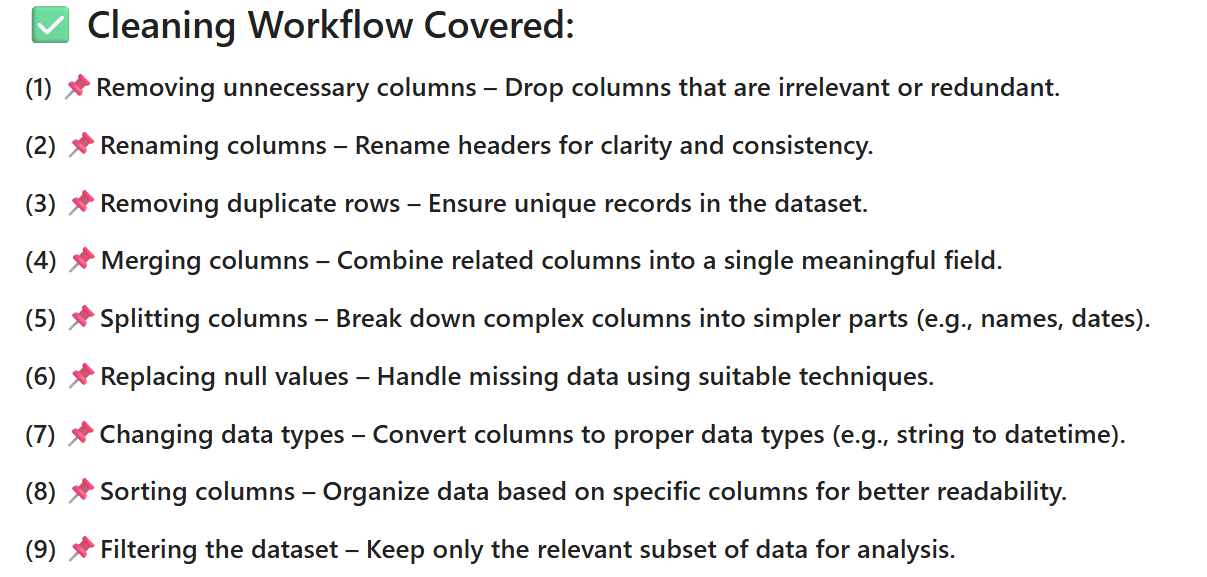 ✅ Cleaning Workflow Covered:
(1) 📌 Removing unnecessary columns – Drop columns that are irrelevant or redundant.
(2) 📌 Renaming columns – Rename headers for clarity and consistency.
(3) 📌 Removing duplicate rows – Ensure unique records in the dataset.
(4) 📌 Merging columns – Combine related columns into a single meaningful field.
(5) 📌 Splitting columns – Break down complex columns into simpler parts (e.g., names, dates).
(6) 📌 Replacing null values – Handle missing data using suitable techniques.
(7) 📌 Changing data types – Convert columns to proper data types (e.g., string to datetime).
(8) 📌 Sorting columns – Organize data based on specific columns for better readability.
(9) 📌 Filtering the dataset – Keep only the relevant subset of data for analysis.